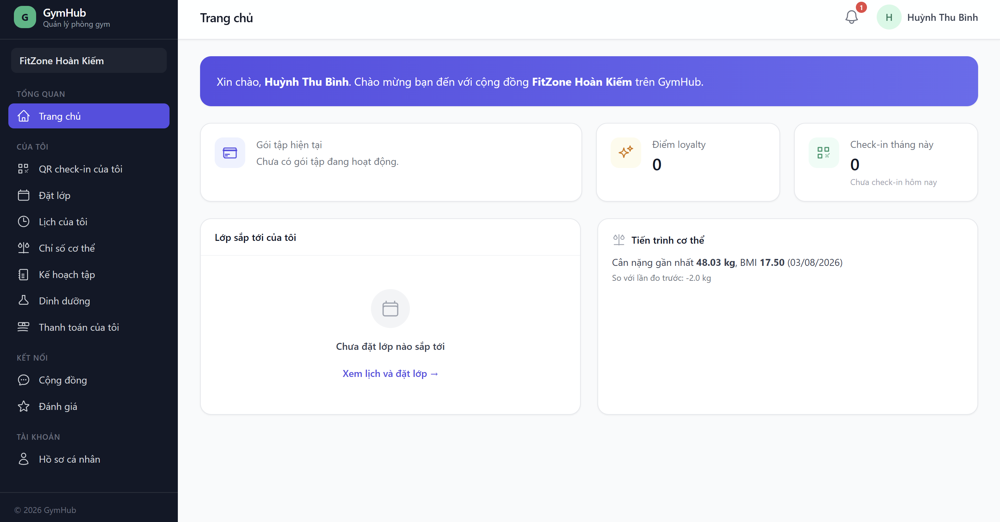 G
GymHub
Quản lý phòng gym
FitZone Hoàn Kiếm
TỔNG QUAN
Trang chủ
CỦA TÔI
QR check-in của tôi
Đặt lớp
Lịch của tôi
Chỉ số cơ thể
Kế hoạch tập
Dinh dưỡng
Thanh toán của tôi
KẾT NỐI
Cộng đồng
Đánh giá
TÀI KHOẢN
Hồ sơ cá nhân
© 2026 GymHub
Trang chủ
1
H
Huỳnh Thu Bình
Xin chào, Huỳnh Thu Bình. Chào mừng bạn đến với cộng đồng FitZone Hoàn Kiếm trên GymHub.
Gói tập hiện tại
Chưa có gói tập đang hoạt động.
Điểm loyalty
0
Check-in tháng này
0
Chưa check-in hôm nay
Lớp sắp tới của tôi
Chưa đặt lớp nào sắp tới
Xem lịch và đặt lớp →
Tiến trình cơ thể
Cân nặng gần nhất 48.03 kg, BMI 17.50 (03/08/2026)
So với lần đo trước: -2.0 kg